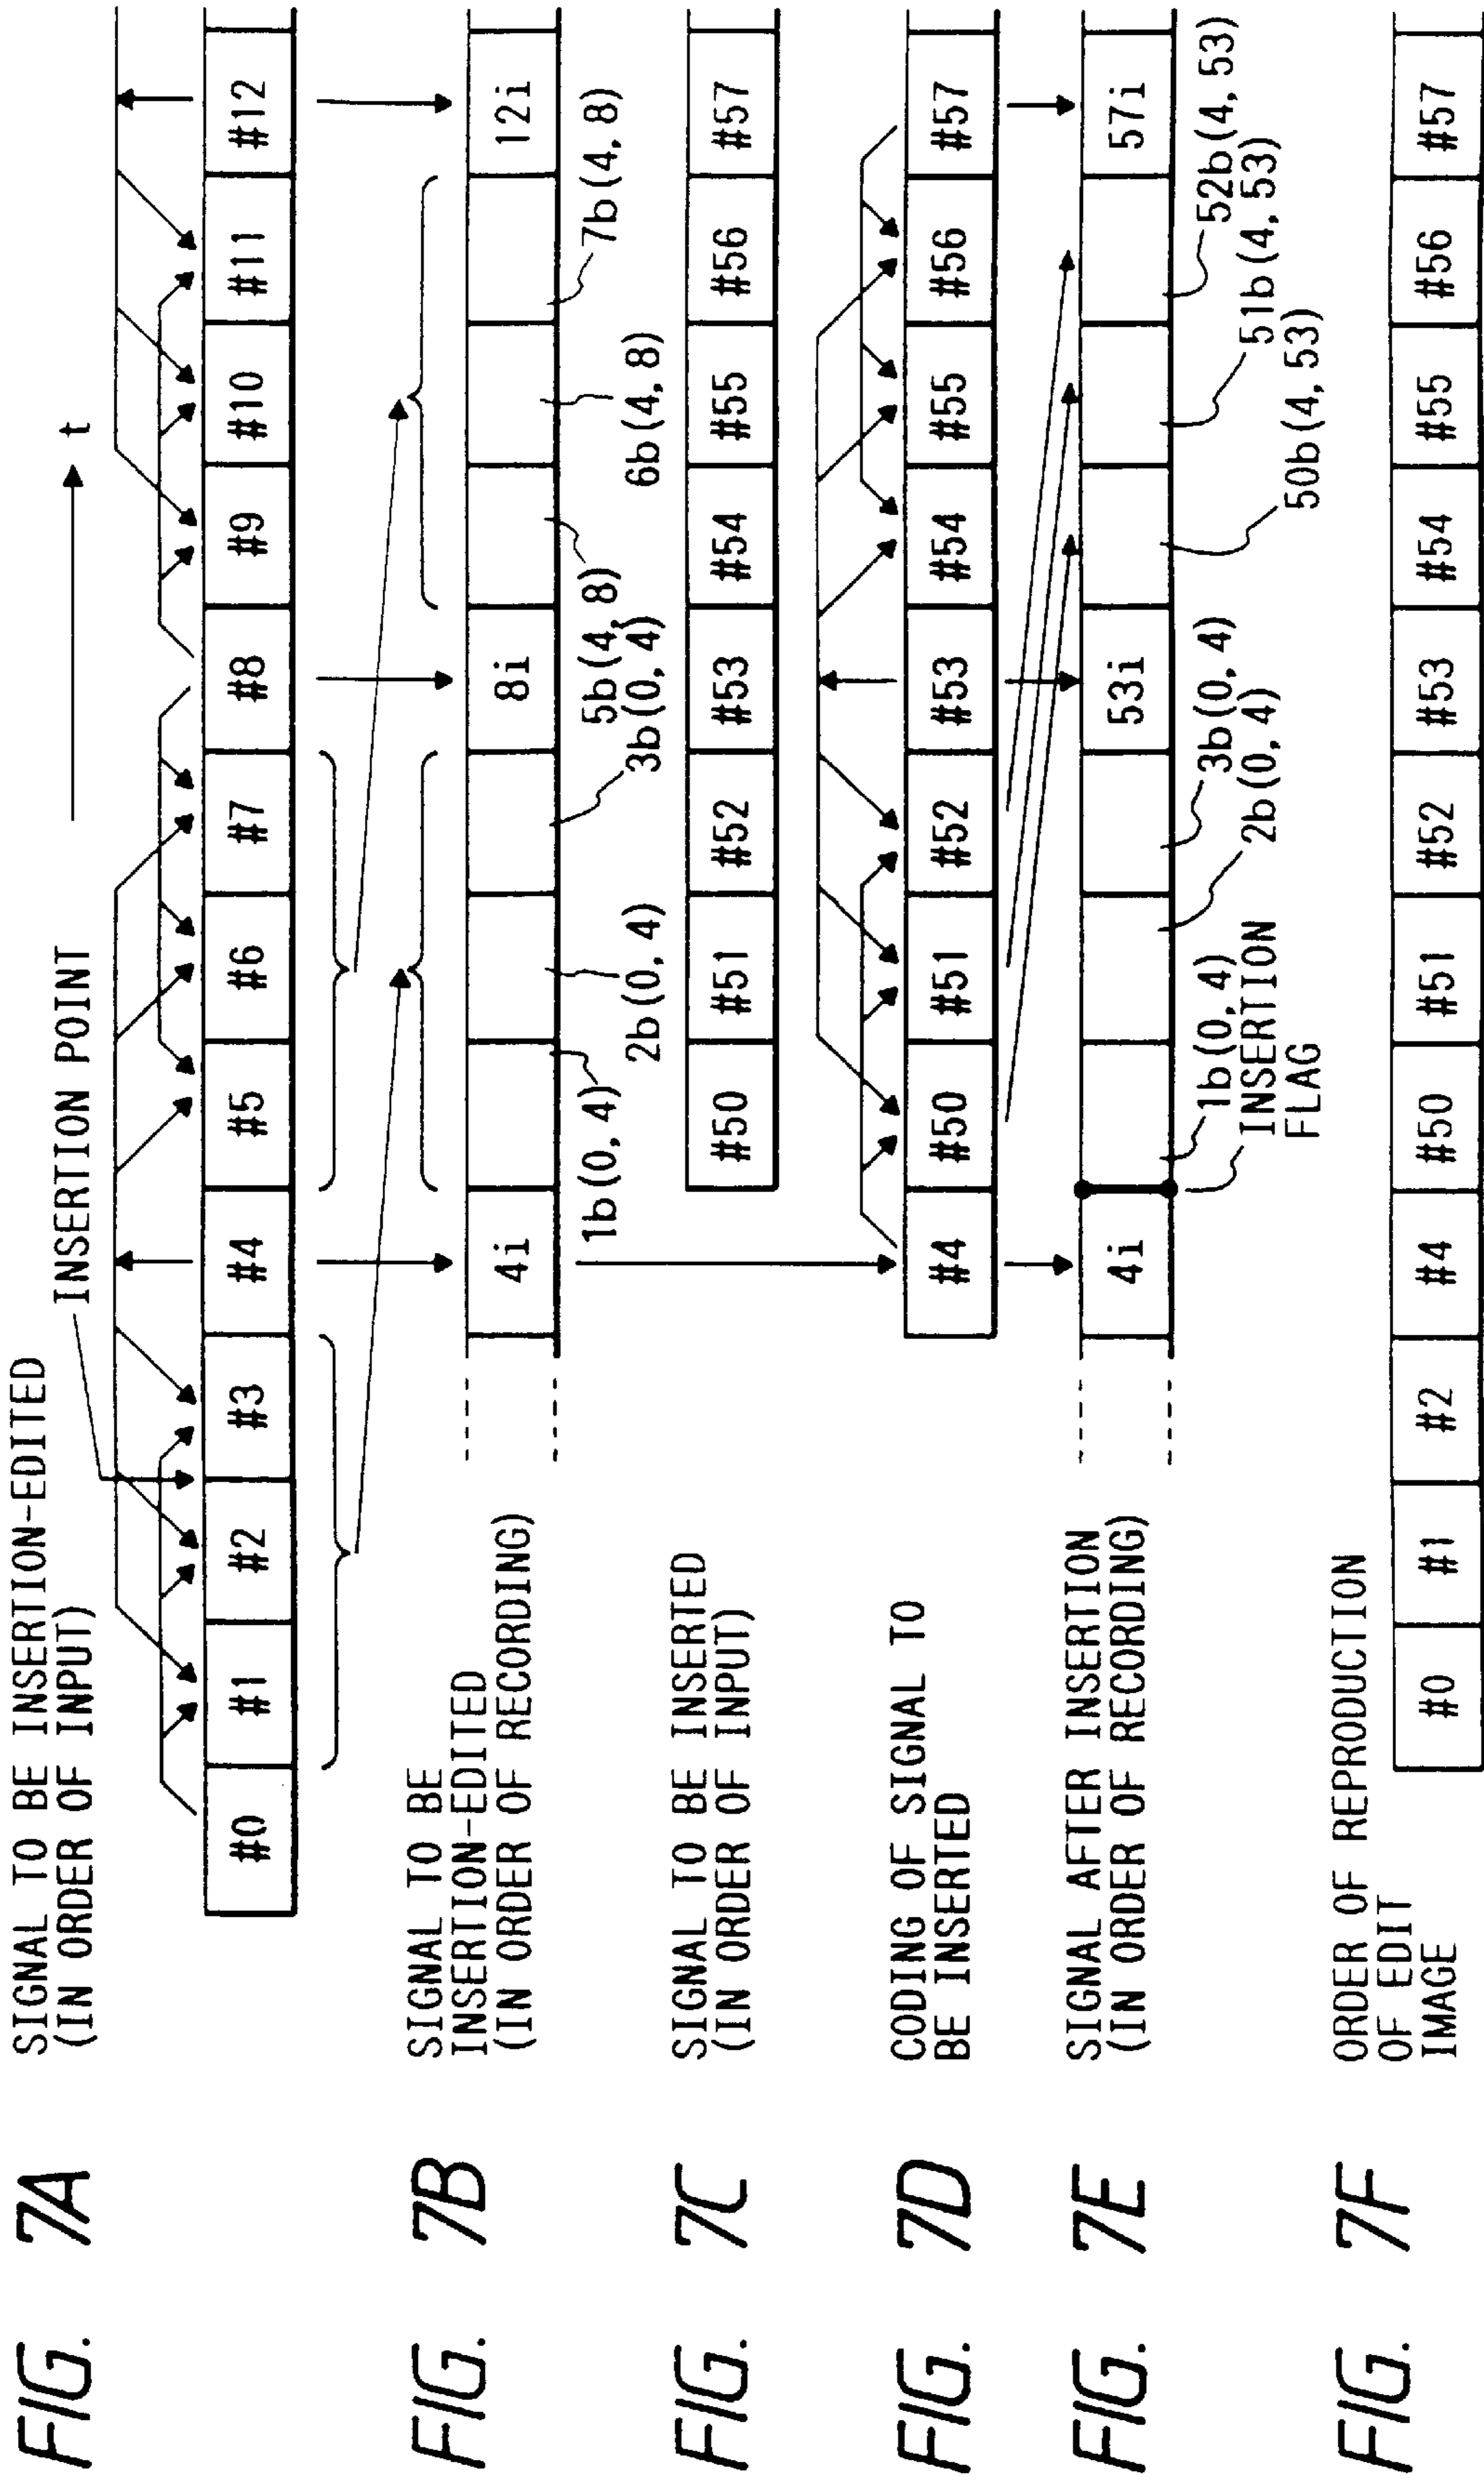 FIG. 7A
SIGNAL TO BE INSERTION-EDITED
(IN ORDER OF INPUT)
INSERTION POINT
t
#0 #1 #2 #3 #4 #5 #6 #7 #8 #9 #10 #11 #12
FIG. 7B
SIGNAL TO BE
INSERTION-EDITED
(IN ORDER OF RECORDING)
4i 8i 12i
1b(0,4)
2b(0,4)
3b(0,4)
5b(4,8)
6b(4,8)
7b(4,8)
FIG. 7C
SIGNAL TO BE INSERTED
(IN ORDER OF INPUT)
#50 #51 #52 #53 #54 #55 #56 #57
FIG. 7D
CODING OF SIGNAL TO
BE INSERTED
#4 #50 #51 #52 #53 #54 #55 #56 #57
FIG. 7E
SIGNAL AFTER INSERTION
(IN ORDER OF RECORDING)
4i 53i 57i
1b(0,4)
INSERTION
FLAG
2b(0,4)
3b(0,4)
50b(4,53)
51b(4,53)
52b(4,53)
FIG. 7F
ORDER OF REPRODUCTION
OF EDIT
IMAGE
#0 #1 #2 #4 #50 #51 #52 #53 #54 #55 #56 #57